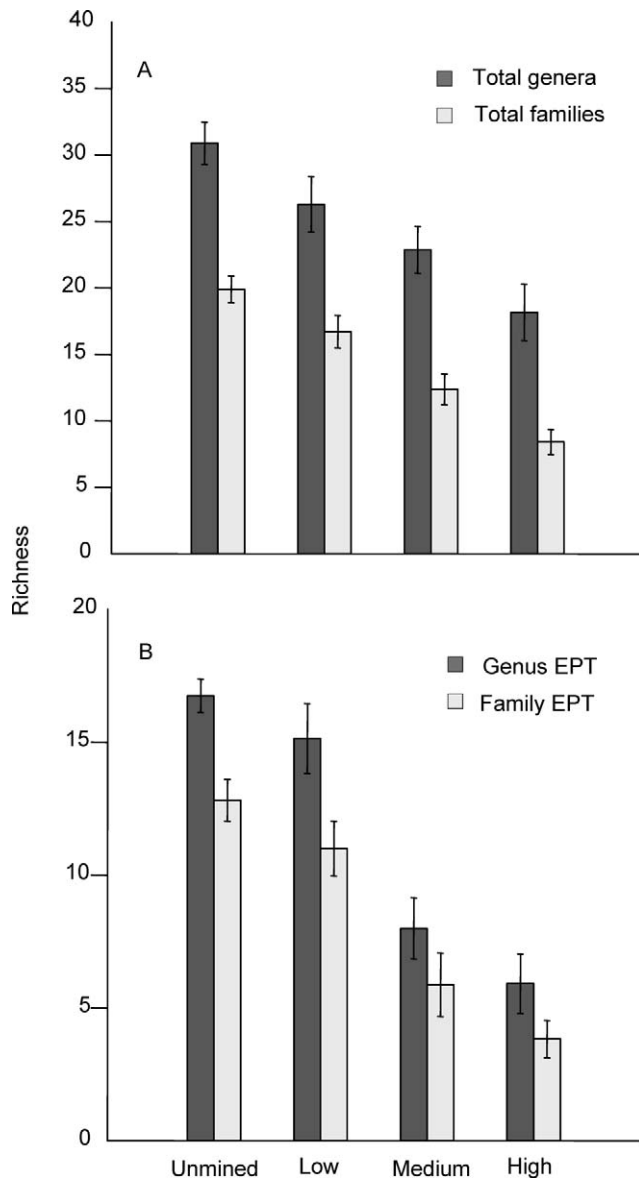 40
A
Total genera
35
Total families
30
25
20
15
10
5
0
Richness
20
B
Genus EPT
Family EPT
15
10
5
0
Unmined Low Medium High